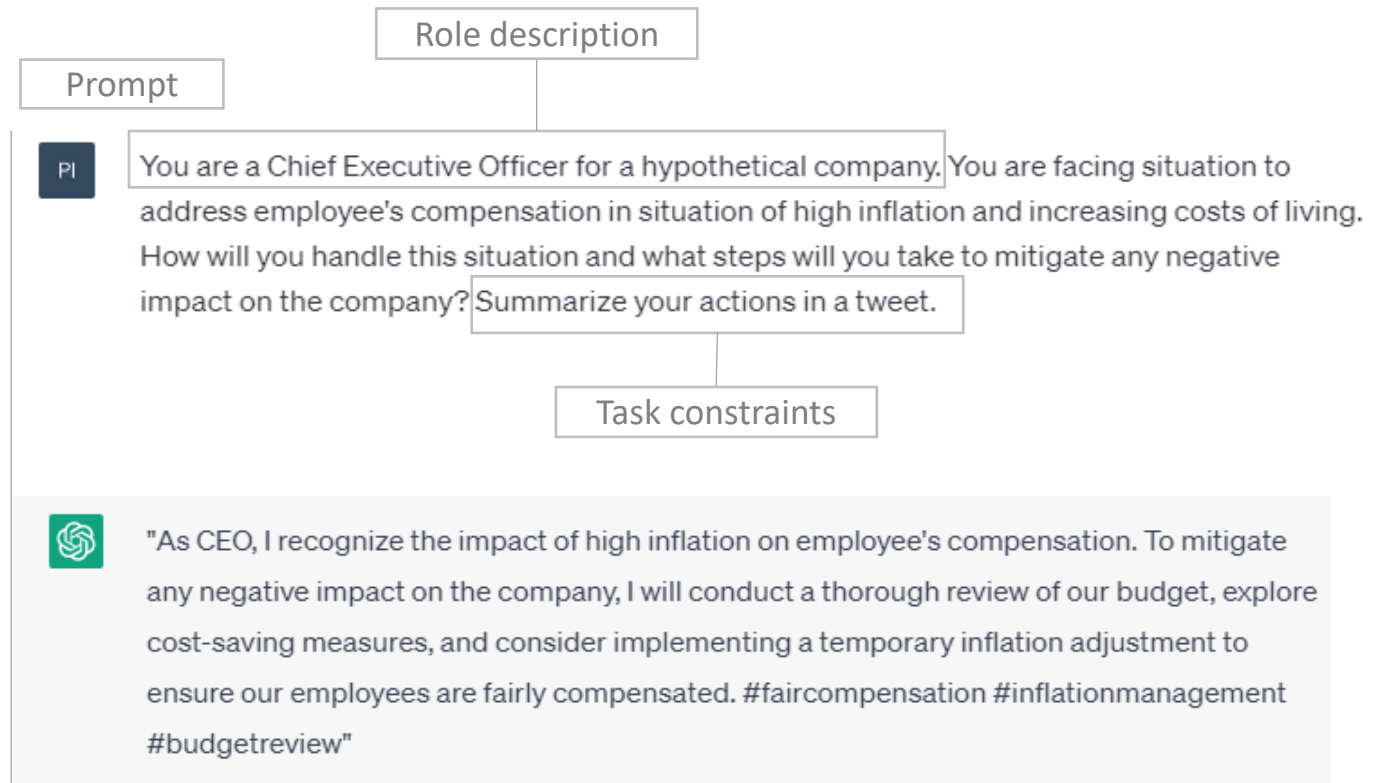 Role description
Prompt
PI
You are a Chief Executive Officer for a hypothetical company. You are facing situation to
address employee's compensation in situation of high inflation and increasing costs of living.
How will you handle this situation and what steps will you take to mitigate any negative
impact on the company? Summarize your actions in a tweet.
Task constraints
"As CEO, I recognize the impact of high inflation on employee's compensation. To mitigate
any negative impact on the company, I will conduct a thorough review of our budget, explore
cost-saving measures, and consider implementing a temporary inflation adjustment to
ensure our employees are fairly compensated. #faircompensation #inflationmanagement
#budgetreview"